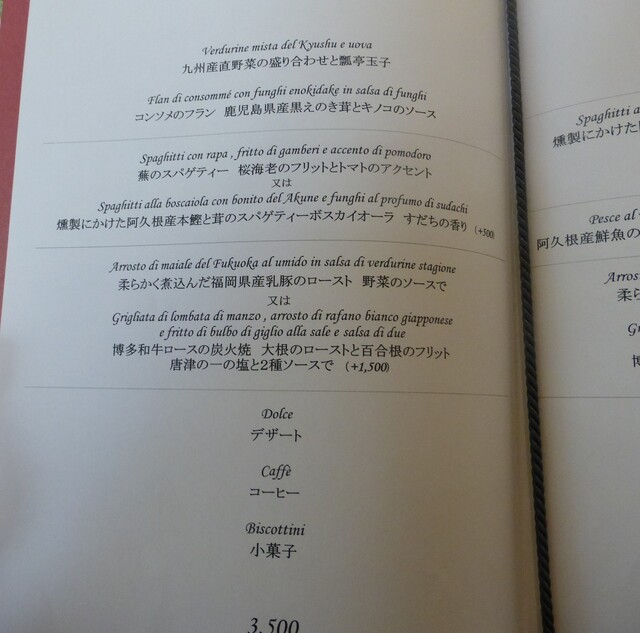 Verdurine mista del Kyushu e uova
九州産直野菜の盛り合わせと瓢亭玉子
Flan di consommé con funghi enokidake in salsa di funghi
コンソメのフラン 鹿児島県産黒えのき茸とキノコのソース
Spaghetti con rapa , fritto di gamberi e accento di pomodoro
蕪のスパゲティー 桜海老のフリットとトマトのアクセント
又は
Spaghetti alla boscaiola con bonito del Akune e funghi al profumo di sudachi
燻製にかけた阿久根産本鰹と茸のスパゲティーボスカイオーラ すだちの香り (+500)
Arrosto di maiale del Fukuoka al umido in salsa di verdurine stagione
柔らかく煮込んだ福岡県産乳豚のロースト 野菜のソースで
又は
Grigliata di lombata di manzo , arrosto di rafano bianco giapponese
e fritto di bulbo di giglio alla sale e salsa di due
博多和牛ロースの炭火焼 大根のローストと百合根のフリット
唐津の一の塩と2種ソースで (+1,500)
Dolce
デザート
Caffè
コーヒー
Biscottini
小菓子
3,500
Spaghetti a
燻製にかけた
Pesce al
阿久根産鮮魚の
Arros
柔ら
G
博